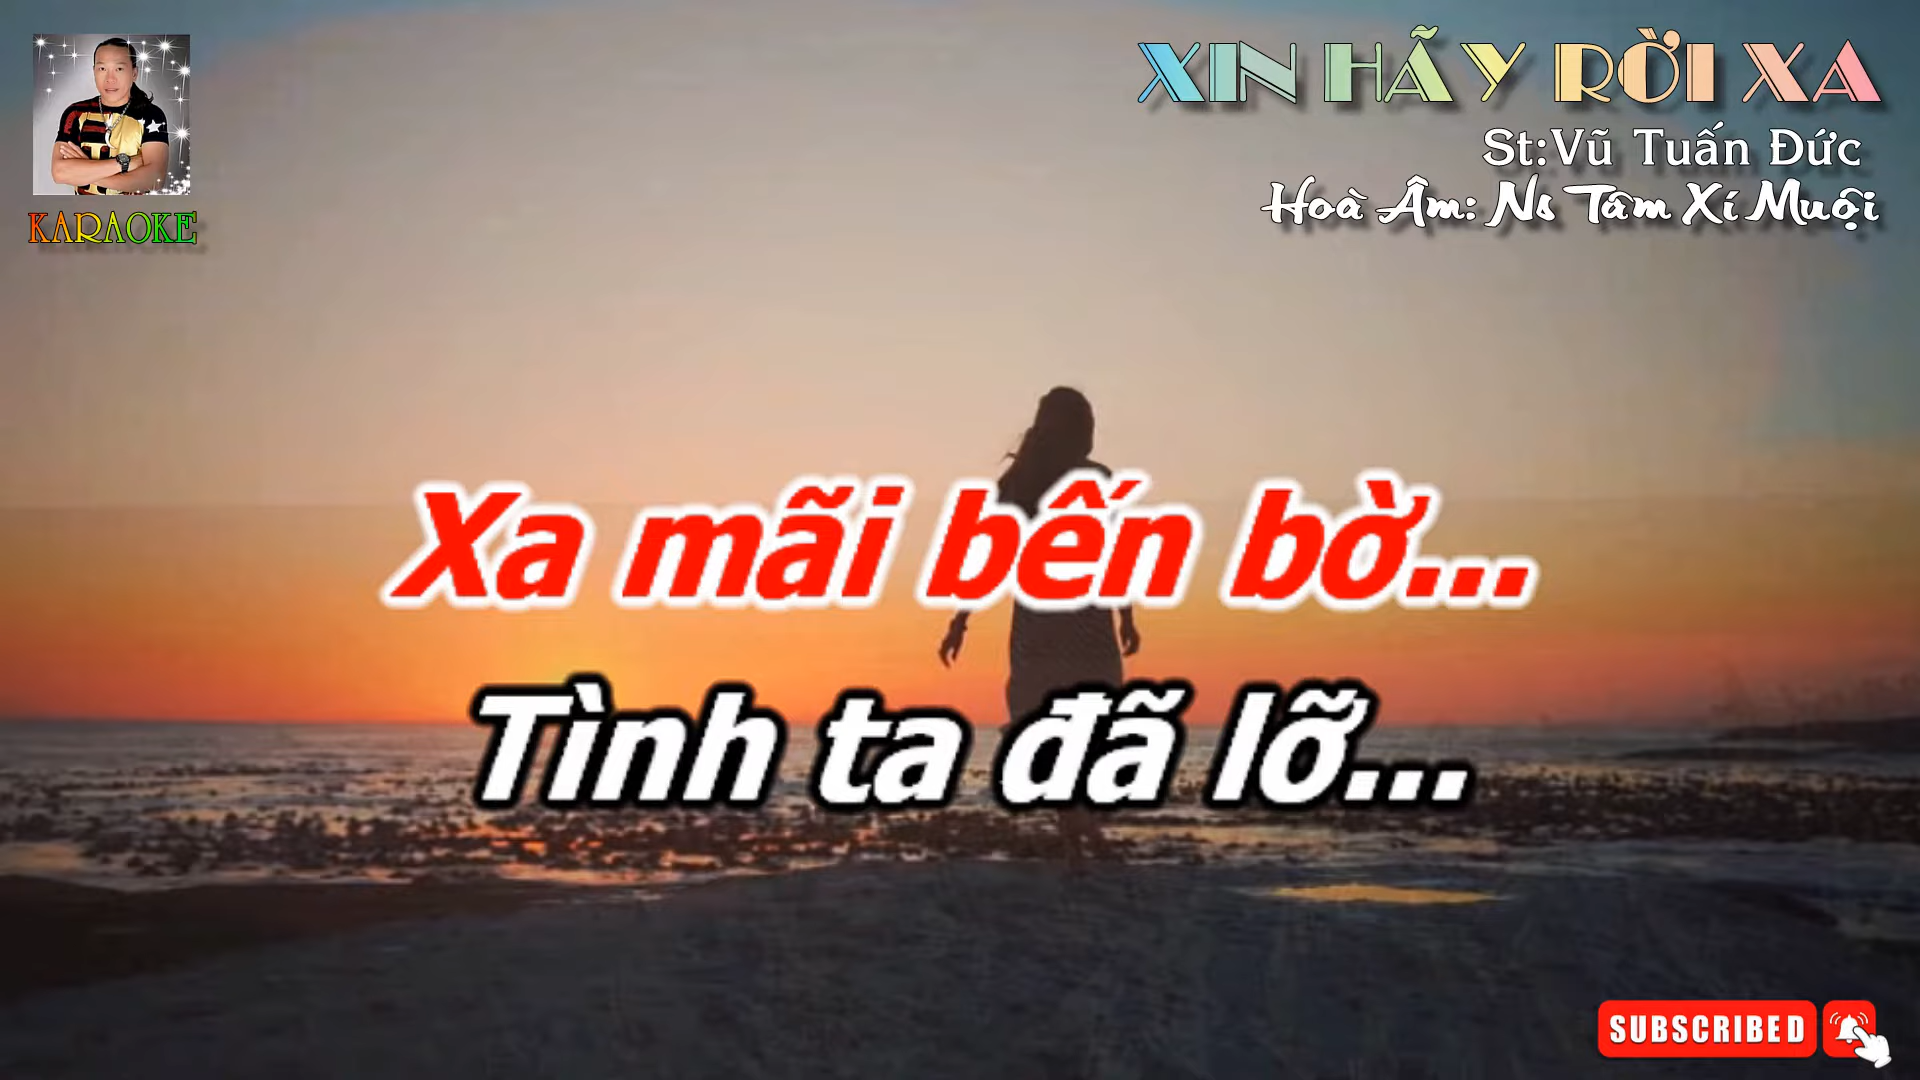 XIN HÃY RỜI XA
St:Vũ Tuấn Đức
Hoà Âm: Ns Tâm Xí Muội
KARAOKE
Xa mãi bến bờ...
Tình ta đã lỡ...
SUBSCRIBED